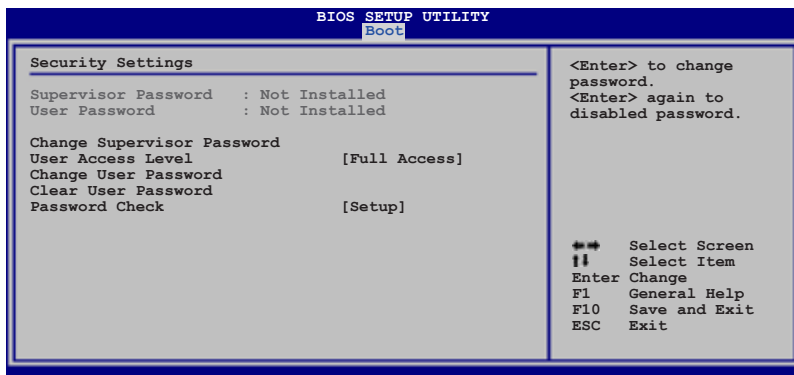 BIOS SETUP UTILITY
Boot
Security Settings
Supervisor Password : Not Installed
User Password : Not Installed
Change Supervisor Password
User Access Level [Full Access]
Change User Password
Clear User Password
Password Check [Setup]
<Enter> to change
password.
<Enter> again to
disabled password.
←→ Select Screen
↑↓ Select Item
Enter Change
F1 General Help
F10 Save and Exit
ESC Exit